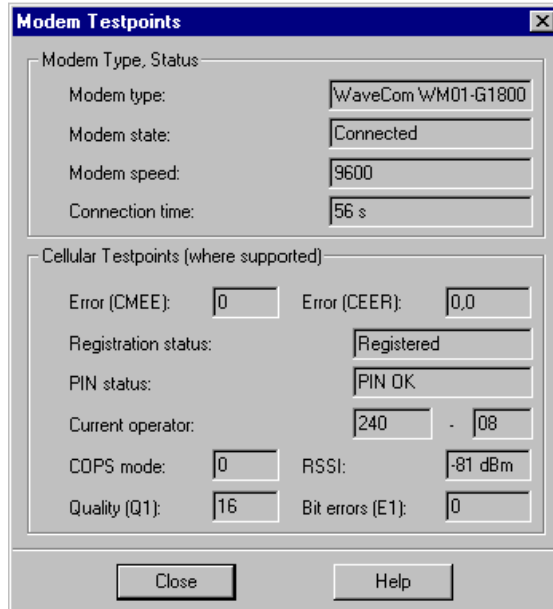 Modem Testpoints
Modem Type, Status
Modem type: WaveCom WM01-G1800
Modem state: Connected
Modem speed: 9600
Connection time: 56 s
Cellular Testpoints (where supported)
Error (CMEE): 0 Error (CEER): 0,0
Registration status: Registered
PIN status: PIN OK
Current operator: 240 - 08
COPS mode: 0 RSSI: -81 dBm
Quality (Q1): 16 Bit errors (E1): 0
Close Help